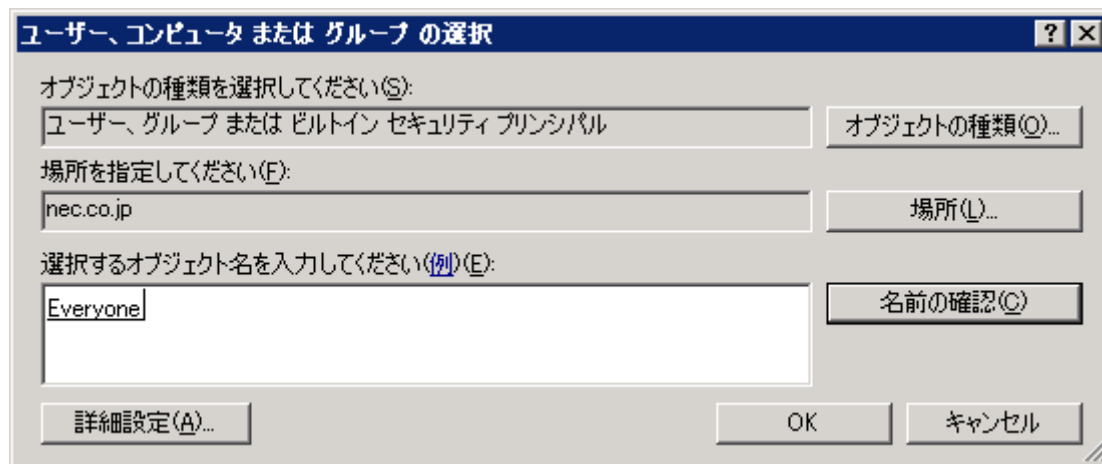 ユーザー、コンピュータ または グループ の選択
オブジェクトの種類を選択してください(S):
ユーザー、グループ または ビルトイン セキュリティ プリンシパル
オブジェクトの種類(O)...
場所を指定してください(F):
nec.co.jp
場所(L)...
選択するオブジェクト名を入力してください(例)(E):
Everyone
名前の確認(C)
詳細設定(A)...
OK
キャンセル